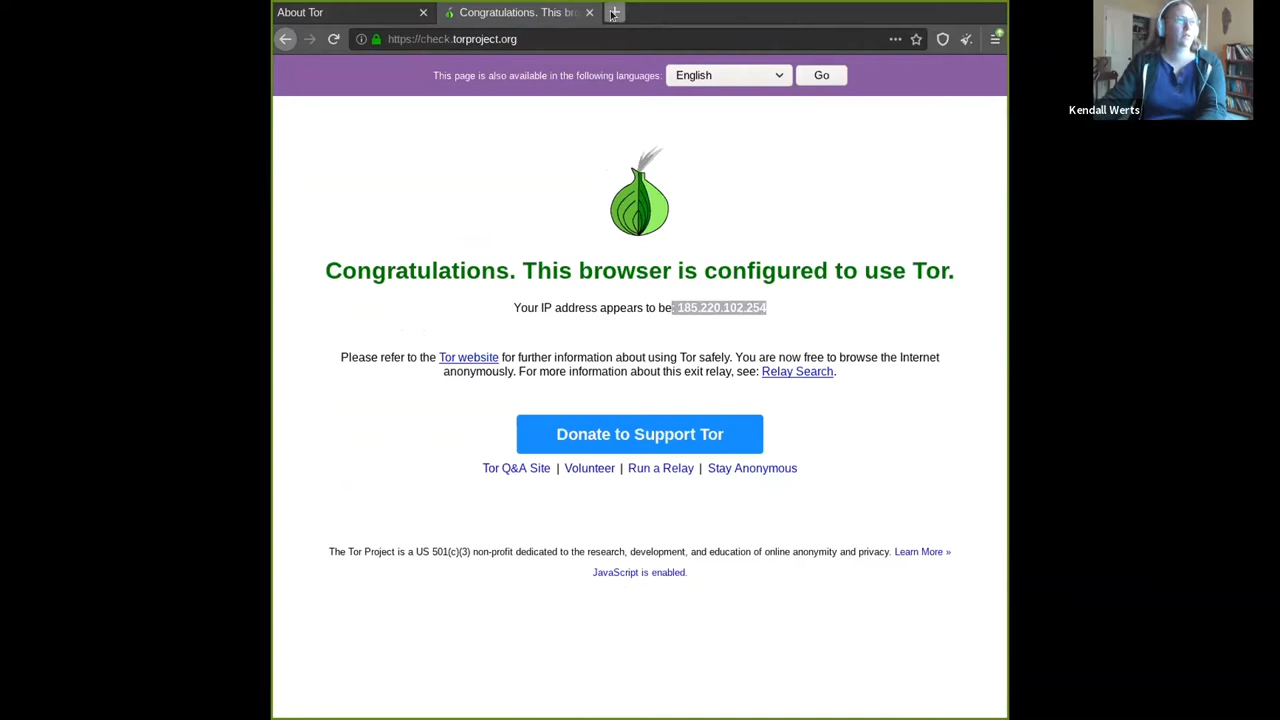 About Tor
Congratulations. This bro
https://check.torproject.org
This page is also available in the following languages: English Go
Kendall Werts
Congratulations. This browser is configured to use Tor.
Your IP address appears to be: 185.220.102.254
Please refer to the Tor website for further information about using Tor safely. You are now free to browse the Internet
anonymously. For more information about this exit relay, see: Relay Search.
Donate to Support Tor
Tor Q&A Site | Volunteer | Run a Relay | Stay Anonymous
The Tor Project is a US 501(c)(3) non-profit dedicated to the research, development, and education of online anonymity and privacy. Learn More »
JavaScript is enabled.